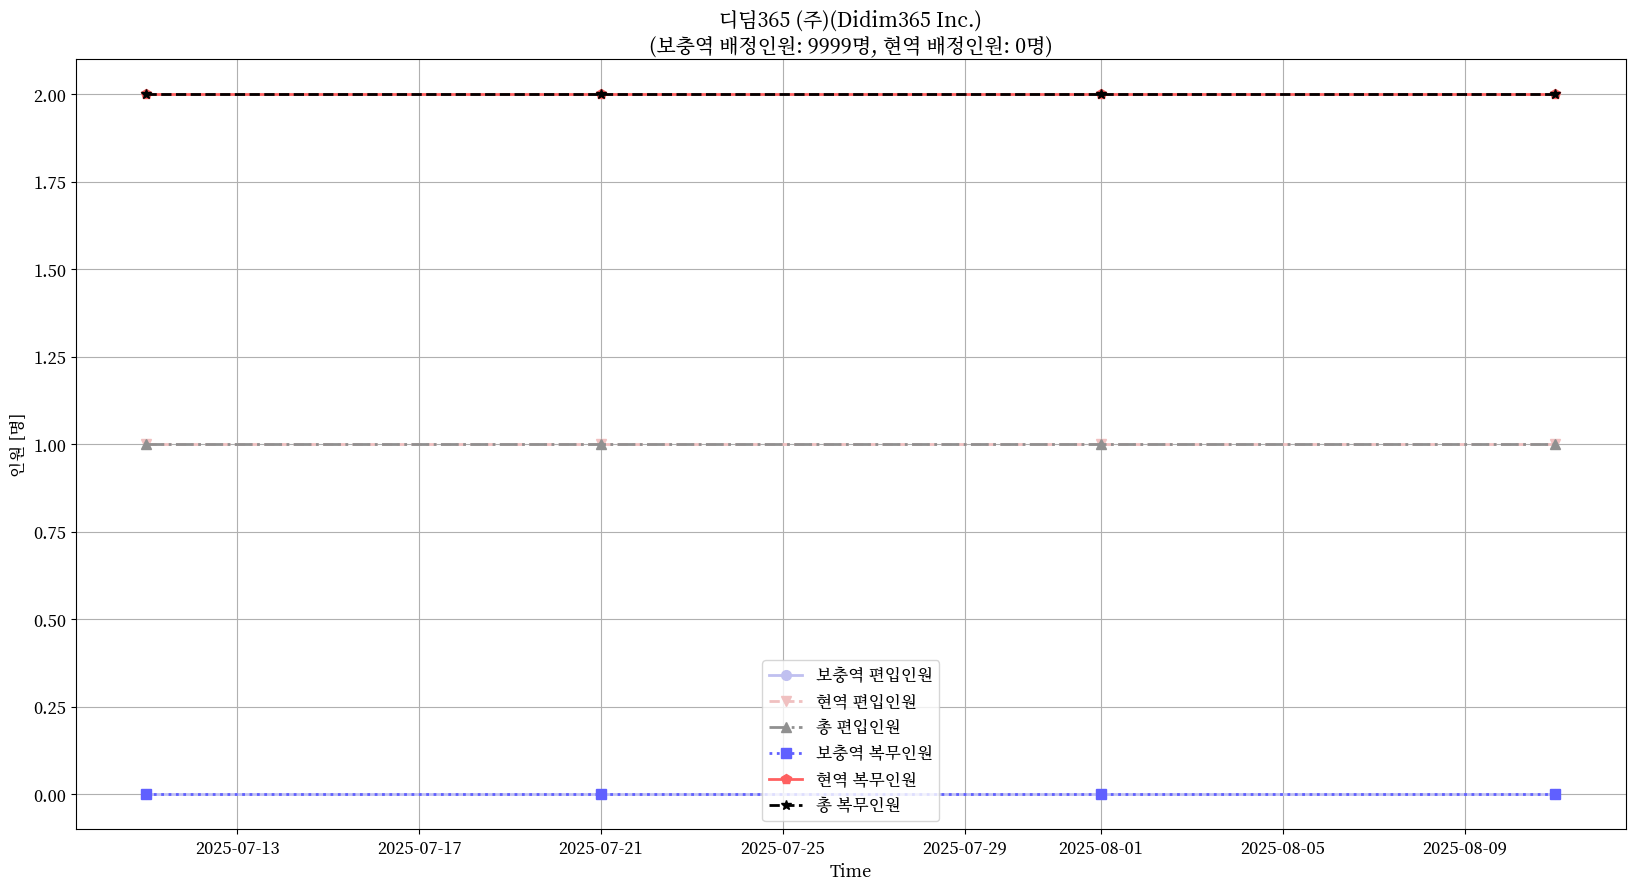 디딤365 (주)(Didim365 Inc.)
(보충역 배정인원: 9999명, 현역 배정인원: 0명)
인원 [명]
2.00
1.75
1.50
1.25
1.00
0.75
0.50
0.25
0.00
보충역 편입인원
현역 편입인원
총 편입인원
보충역 복무인원
현역 복무인원
총 복무인원
2025-07-13 2025-07-17 2025-07-21 2025-07-25 2025-07-29 2025-08-01 2025-08-05 2025-08-09
Time